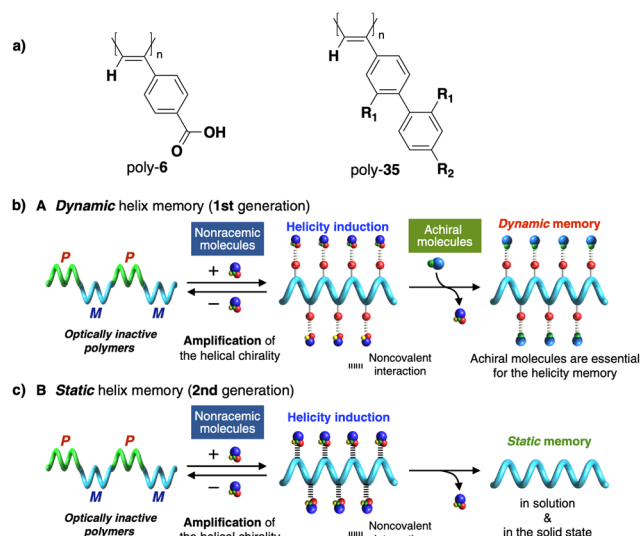 a)
n
H
OH
O
poly-6
n
H
R1
R1
R2
poly-35
b) A Dynamic helix memory (1st generation)
Nonracemic
molecules
Helicity induction
Achiral
molecules
Dynamic memory
P P
+
−
M M
Optically inactive
polymers
Amplification of
the helical chirality
Noncovalent
interaction
Achiral molecules are essential
for the helicity memory
c) B Static helix memory (2nd generation)
Nonracemic
molecules
Helicity induction
P P
+
−
Static memory
M M
Optically inactive
polymers
Amplification of
the helical chirality
Noncovalent
in solution
&
in the solid state